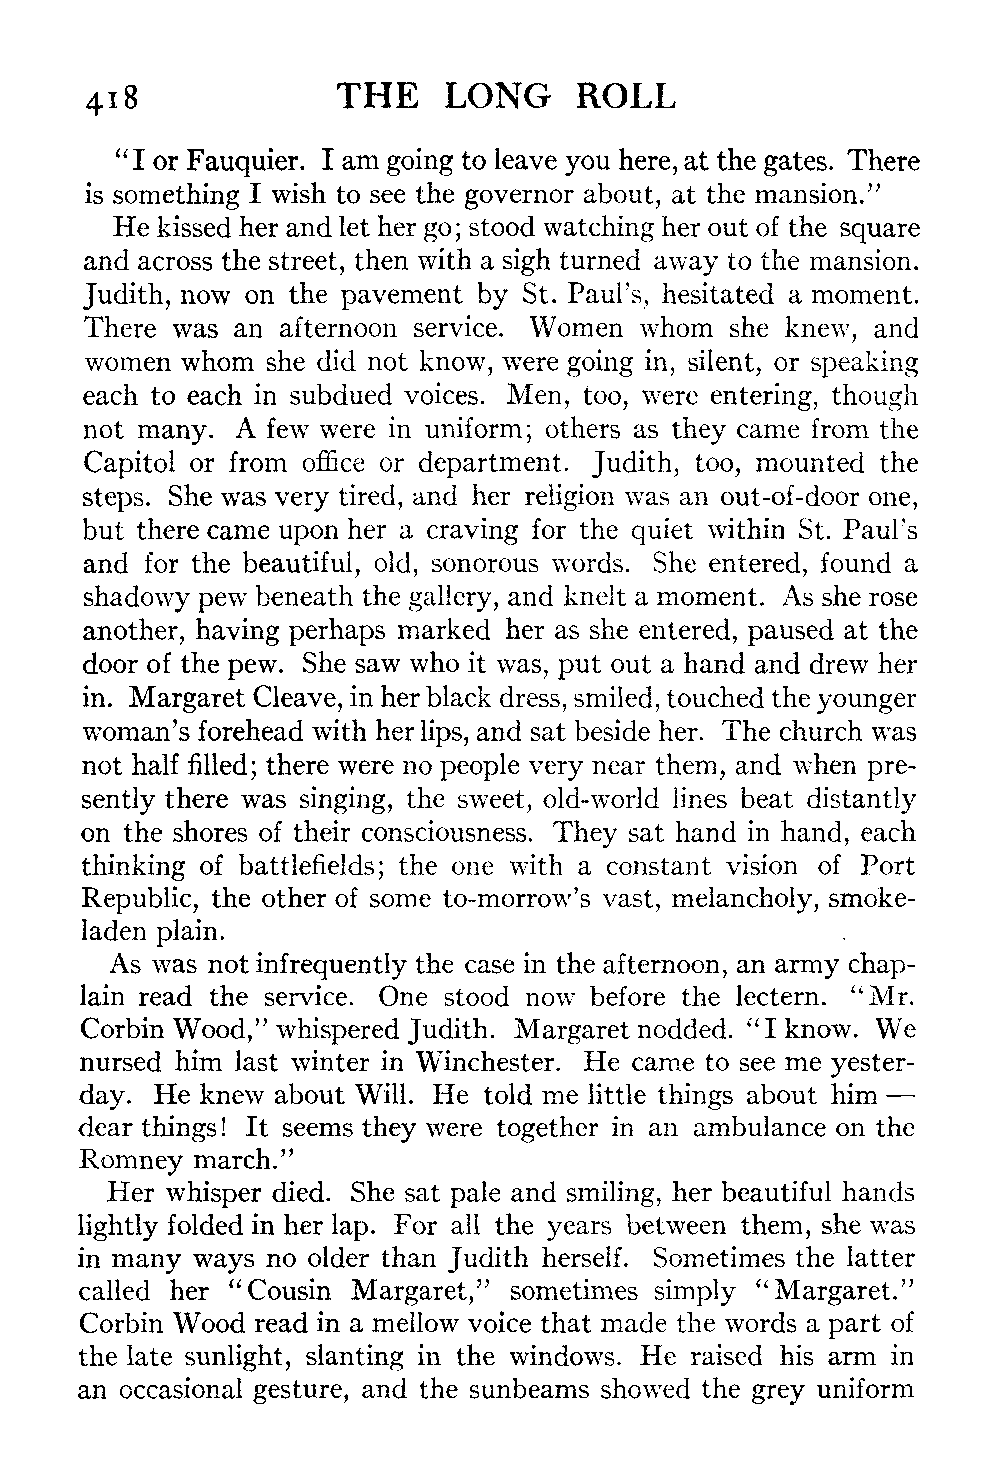 418 THE LONG ROLL
“I or Fauquier. I am going to leave you here, at the gates. There
is something I wish to see the governor about, at the mansion.”
He kissed her and let her go; stood watching her out of the square
and across the street, then with a sigh turned away to the mansion.
Judith, now on the pavement by St. Paul's, hesitated a moment.
There was an afternoon service. Women whom she knew, and
women whom she did not know, were going in, silent, or speaking
each to each in subdued voices. Men, too, were entering, though
not many. A few were in uniform; others as they came from the
Capitol or from office or department. Judith, too, mounted the
steps. She was very tired, and her religion was an out-of-door one,
but there came upon her a craving for the quiet within St. Paul's
and for the beautiful, old, sonorous words. She entered, found a
shadowy pew beneath the gallery, and knelt a moment. As she rose
another, having perhaps marked her as she entered, paused at the
door of the pew. She saw who it was, put out a hand and drew her
in. Margaret Cleave, in her black dress, smiled, touched the younger
woman's forehead with her lips, and sat beside her. The church was
not half filled; there were no people very near them, and when pre-
sently there was singing, the sweet, old-world lines beat distantly
on the shores of their consciousness. They sat hand in hand, each
thinking of battlefields; the one with a constant vision of Port
Republic, the other of some to-morrow's vast, melancholy, smoke-
laden plain.
As was not infrequently the case in the afternoon, an army chap-
lain read the service. One stood now before the lectern. “Mr.
Corbin Wood,” whispered Judith. Margaret nodded. “I know. We
nursed him last winter in Winchester. He came to see me yester-
day. He knew about Will. He told me little things about him —
dear things! It seems they were together in an ambulance on the
Romney march.”
Her whisper died. She sat pale and smiling, her beautiful hands
lightly folded in her lap. For all the years between them, she was
in many ways no older than Judith herself. Sometimes the latter
called her “Cousin Margaret,” sometimes simply “Margaret.”
Corbin Wood read in a mellow voice that made the words a part of
the late sunlight, slanting in the windows. He raised his arm in
an occasional gesture, and the sunbeams showed the grey uniform